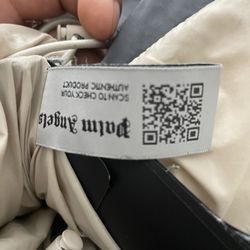 Palm Angels
SCAN TO CHECK YOUR
AUTHENTIC PRODUCT